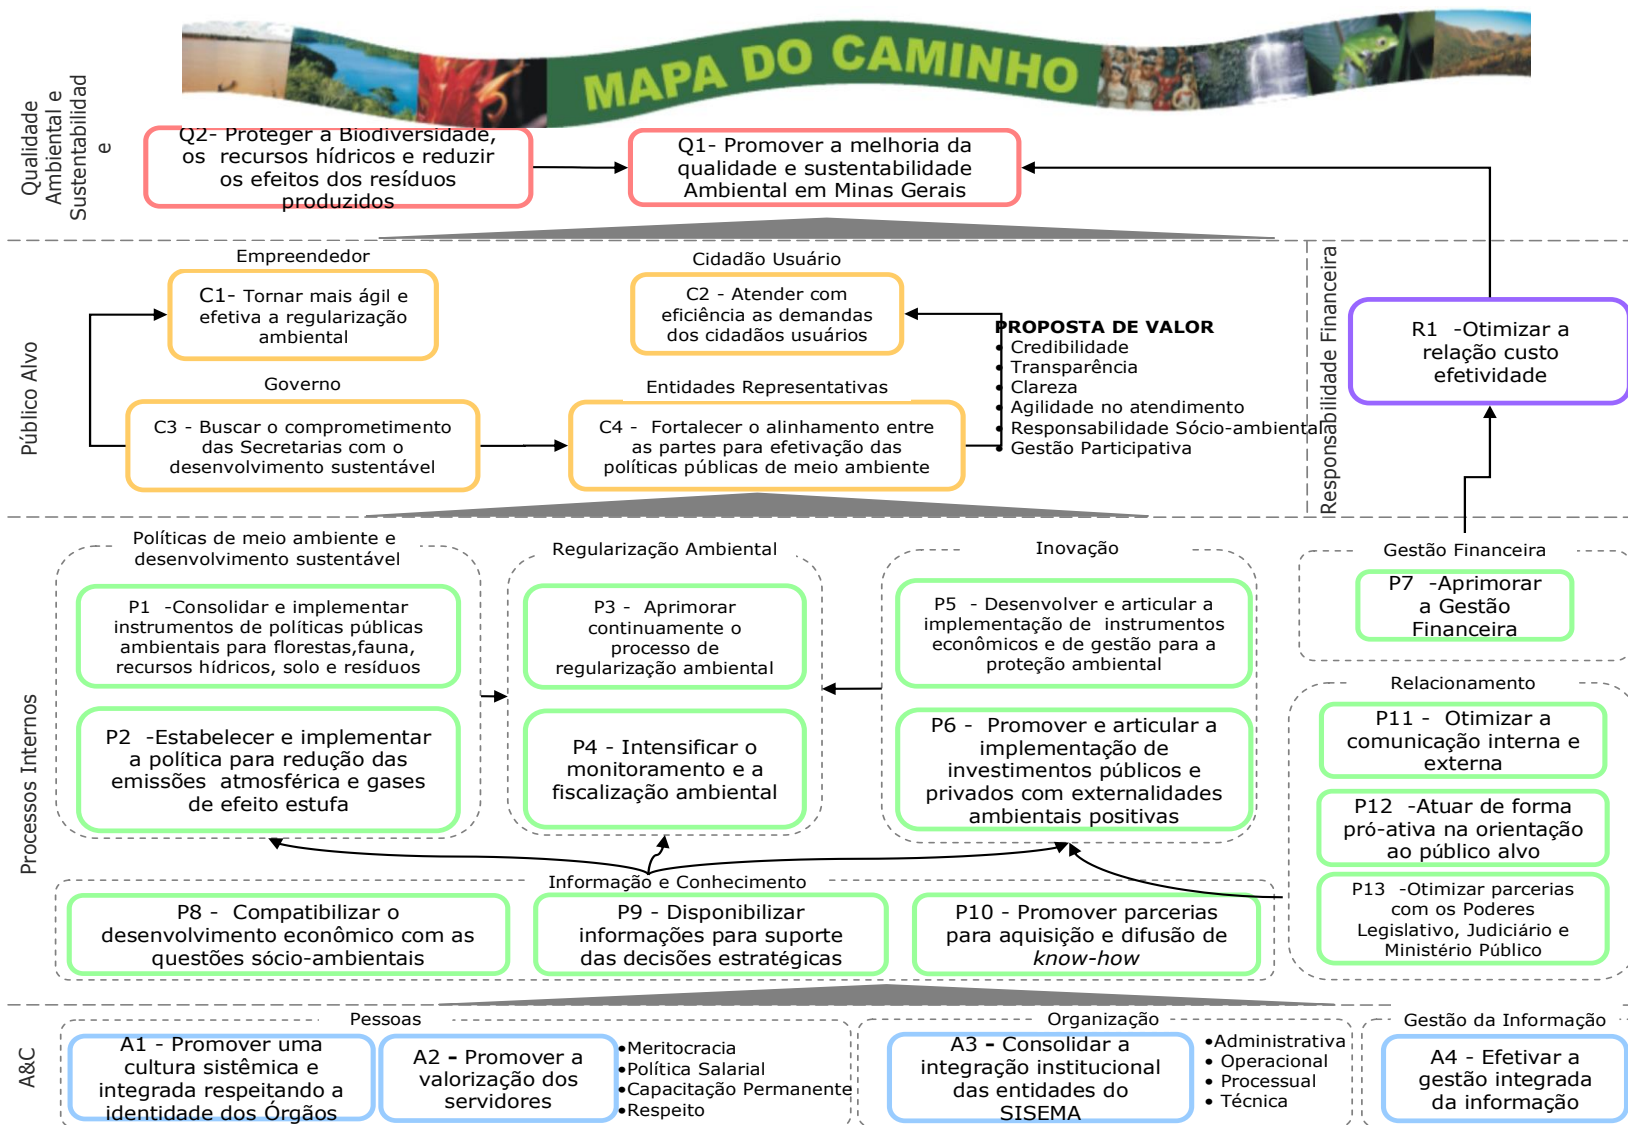 MAPA DO CAMINHO
Qualidade
Ambiental e
Sustentabilidad
e
Q2- Proteger a Biodiversidade,
os recursos hídricos e reduzir
os efeitos dos resíduos
produzidos
Q1- Promover a melhoria da
qualidade e sustentabilidade
Ambiental em Minas Gerais
Público Alvo
Empreendedor
C1- Tornar mais ágil e
efetiva a regularização
ambiental
Cidadão Usuário
C2 - Atender com
eficiência as demandas
dos cidadãos usuários
Governo
C3 - Buscar o comprometimento
das Secretarias com o
desenvolvimento sustentável
Entidades Representativas
C4 - Fortalecer o alinhamento entre
as partes para efetivação das
políticas públicas de meio ambiente
PROPOSTA DE VALOR
• Credibilidade
• Transparência
• Clareza
• Agilidade no atendimento
• Responsabilidade Sócio-ambiental
• Gestão Participativa
Responsabilidade Financeira
R1 -Otimizar a
relação custo
efetividade
Processos Internos
Políticas de meio ambiente e
desenvolvimento sustentável
P1 -Consolidar e implementar
instrumentos de políticas públicas
ambientais para florestas,fauna,
recursos hídricos, solo e resíduos
P2 -Estabelecer e implementar
a política para redução das
emissões atmosférica e gases
de efeito estufa
Regularização Ambiental
P3 - Aprimorar
continuamente o
processo de
regularização ambiental
P4 - Intensificar o
monitoramento e a
fiscalização ambiental
Inovação
P5 - Desenvolver e articular a
implementação de instrumentos
econômicos e de gestão para a
proteção ambiental
P6 - Promover e articular a
implementação de
investimentos públicos e
privados com externalidades
ambientais positivas
Gestão Financeira
P7 -Aprimorar
a Gestão
Financeira
Relacionamento
P11 - Otimizar a
comunicação interna e
externa
P12 -Atuar de forma
pró-ativa na orientação
ao público alvo
P13 -Otimizar parcerias
com os Poderes
Legislativo, Judiciário e
Ministério Público
Informação e Conhecimento
P8 - Compatibilizar o
desenvolvimento econômico com as
questões sócio-ambientais
P9 - Disponibilizar
informações para suporte
das decisões estratégicas
P10 - Promover parcerias
para aquisição e difusão de
know-how
A&C
Pessoas
A1 - Promover uma
cultura sistêmica e
integrada respeitando a
identidade dos Órgãos
A2 - Promover a
valorização dos
servidores
•Meritocracia
•Política Salarial
•Capacitação Permanente
•Respeito
Organização
A3 - Consolidar a
integração institucional
das entidades do
SISEMA
•Administrativa
• Operacional
• Processual
• Técnica
Gestão da Informação
A4 - Efetivar a
gestão integrada
da informação